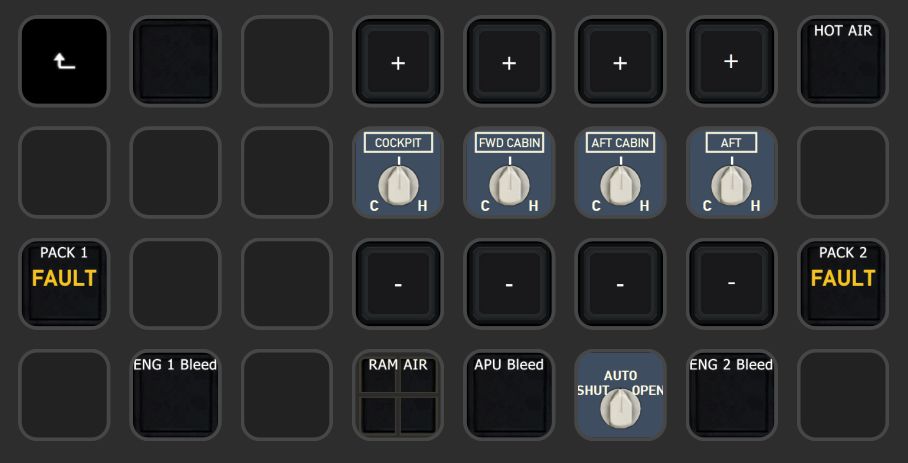 + + + + HOT AIR
COCKPIT FWD CABIN AFT CABIN AFT
C H C H C H C H
PACK 1 PACK 2
FAULT - - - - FAULT
ENG 1 Bleed RAM AIR APU Bleed ENG 2 Bleed
AUTO
SHUT OPEN